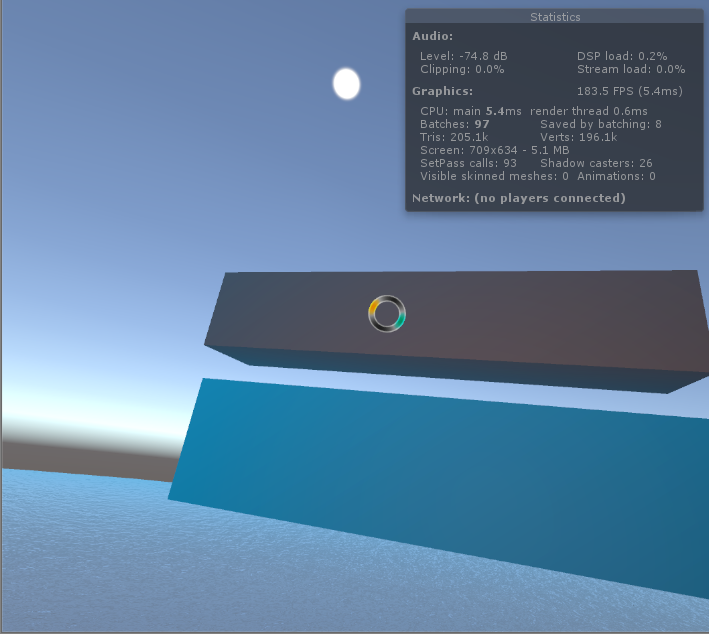 Statistics
Audio:
Level: -74.8 dB DSP load: 0.2%
Clipping: 0.0% Stream load: 0.0%
Graphics: 183.5 FPS (5.4ms)
CPU: main 5.4ms render thread 0.6ms
Batches: 97 Saved by batching: 8
Tris: 205.1k Verts: 196.1k
Screen: 709x634 - 5.1 MB
SetPass calls: 93 Shadow casters: 26
Visible skinned meshes: 0 Animations: 0
Network: (no players connected)